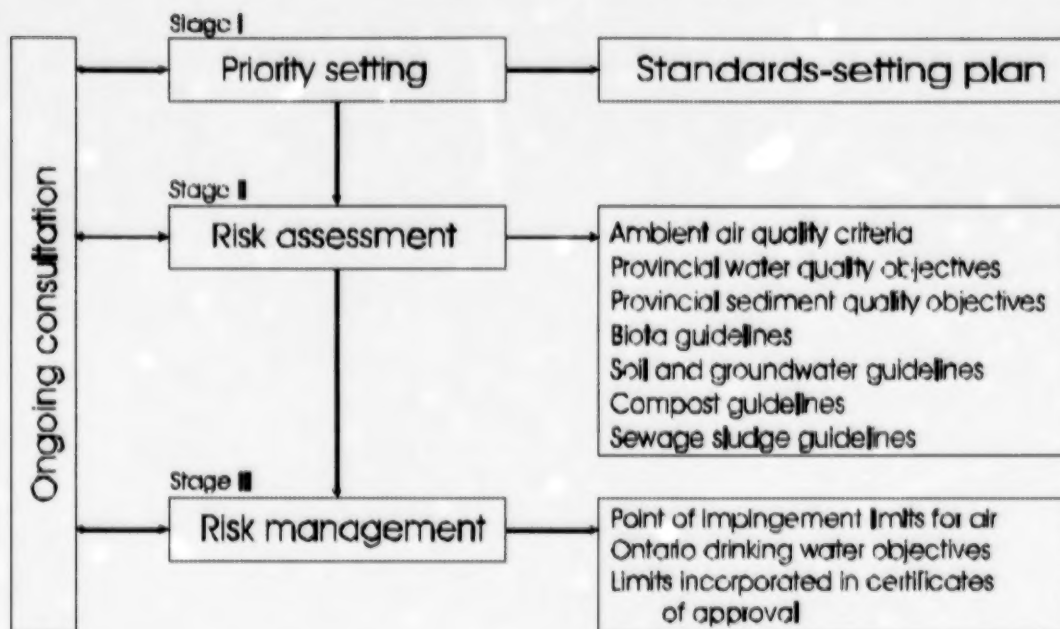 Stage I
Priority setting
Standards-setting plan
Stage II
Risk assessment
Ambient air quality criteria
Provincial water quality objectives
Provincial sediment quality objectives
Biota guidelines
Soil and groundwater guidelines
Compost guidelines
Sewage sludge guidelines
Ongoing consultation
Stage III
Risk management
Point of impingement limits for air
Ontario drinking water objectives
Limits incorporated in certificates
of approval